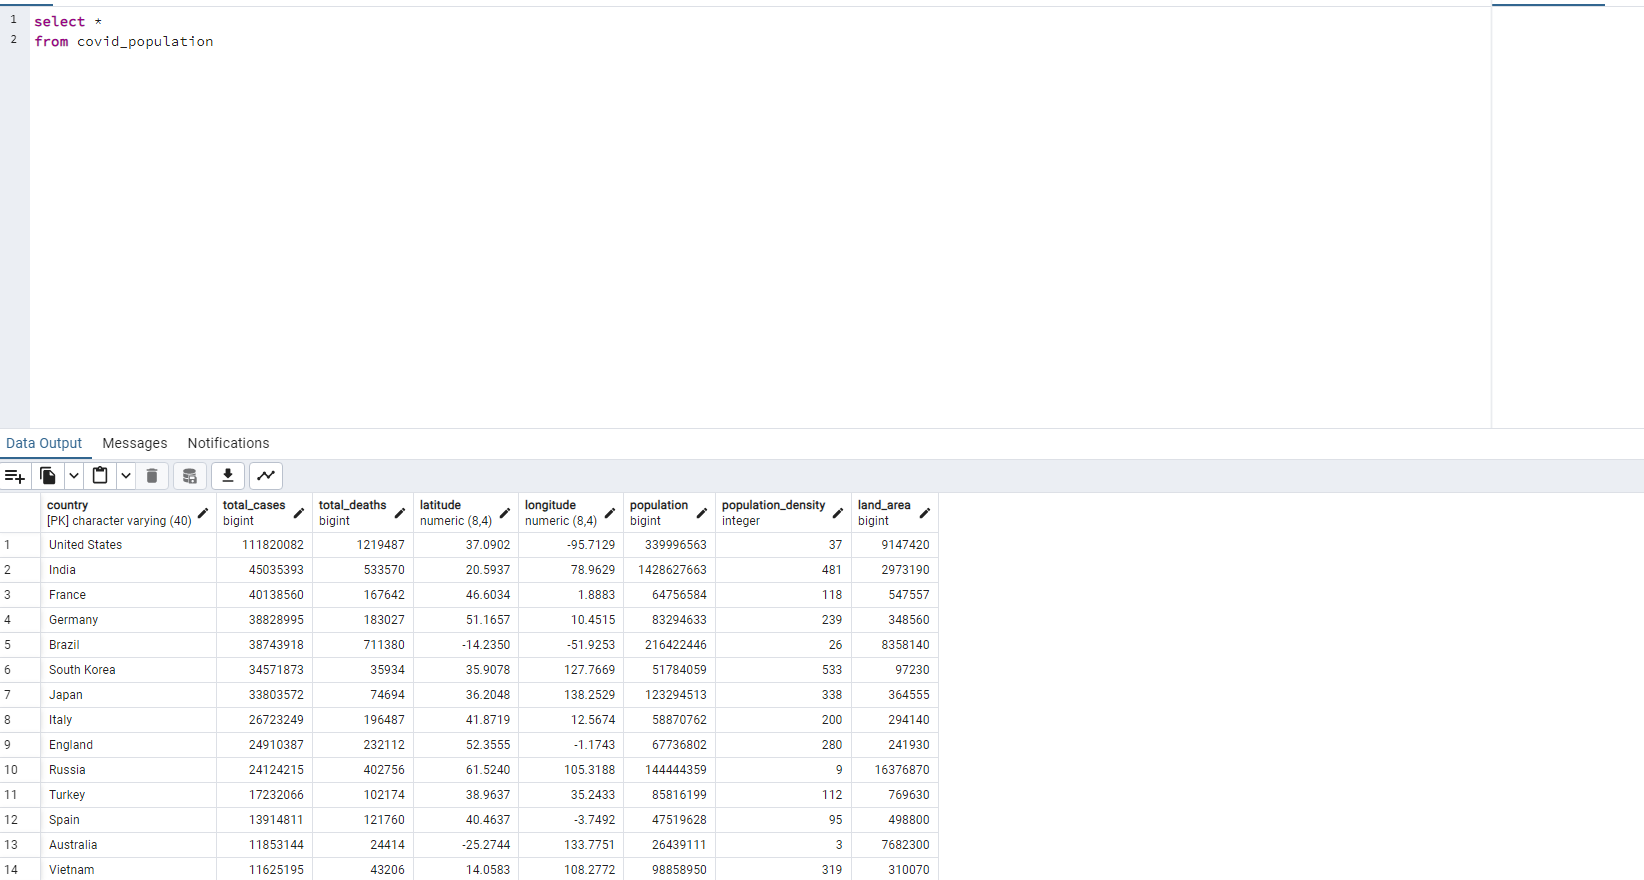 1 select *
2 from covid_population
Data Output Messages Notifications
country total_cases total_deaths latitude longitude population population_density land_area
[PK] character varying (40) bigint bigint numeric (8,4) numeric (8,4) bigint integer bigint
1 United States 111820082 1219487 37.0902 -95.7129 339996563 37 9147420
2 India 45035393 533570 20.5937 78.9629 1428627663 481 2973190
3 France 40138560 167642 46.6034 1.8883 64756584 118 547557
4 Germany 38828995 183027 51.1657 10.4515 83294633 239 348560
5 Brazil 38743918 711380 -14.2350 -51.9253 216422446 26 8358140
6 South Korea 34571873 35934 35.9078 127.7669 51784059 533 97230
7 Japan 33803572 74694 36.2048 138.2529 123294513 338 364555
8 Italy 26723249 196487 41.8719 12.5674 58870762 200 294140
9 England 24910387 232112 52.3555 -1.1743 67736802 280 241930
10 Russia 24124215 402756 61.5240 105.3188 144444359 9 16376870
11 Turkey 17232066 102174 38.9637 35.2433 85816199 112 769630
12 Spain 13914811 121760 40.4637 -3.7492 47519628 95 498800
13 Australia 11853144 24414 -25.2744 133.7751 26439111 3 7682300
14 Vietnam 11625195 43206 14.0583 108.2772 98858950 319 310070